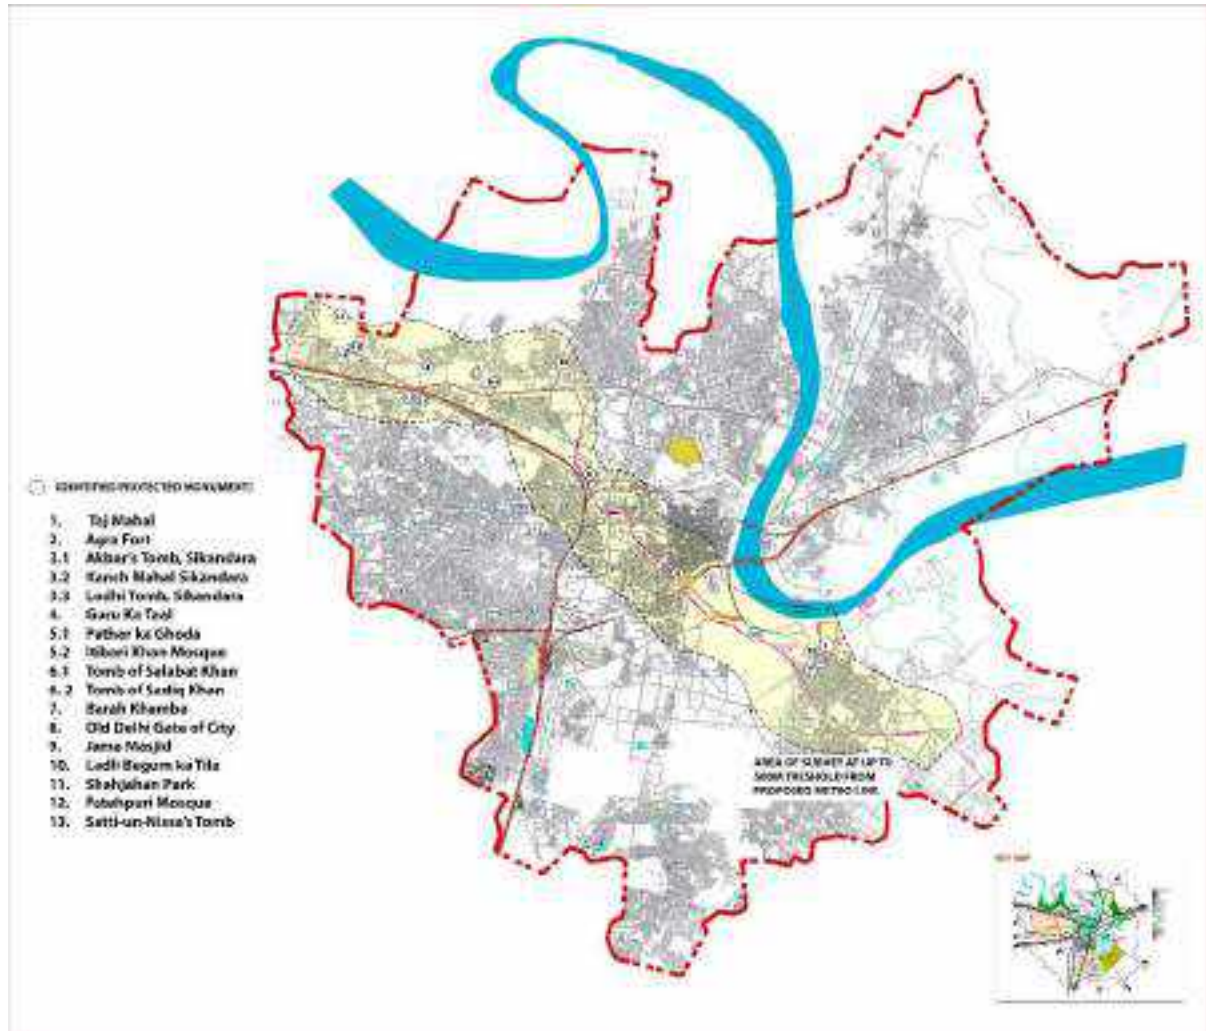 IDENTIFIED PROTECTED MONUMENTS
1. Taj Mahal
2. Agra Fort
3.1 Akbar's Tomb, Sikandara
3.2 Kanch Mahal Sikandara
3.3 Lodhi Tomb, Sikandara
4. Guru Ka Taal
5.1 Pathar ka Ghoda
5.2 Itibari Khan Mosque
6.1 Tomb of Salabat Khan
6. 2 Tomb of Sadiq Khan
7. Barah Khamba
8. Old Delhi Gate of City
9. Jama Masjid
10. Ladli Begum ka Tila
11. Shahjahan Park
12. Fatehpuri Mosque
13. Satti-un-Nissa's Tomb
AREA OF SURVEY AT UP TO
500M TRESHOLD FROM
PROPOSED METRO LINE
KEY MAP